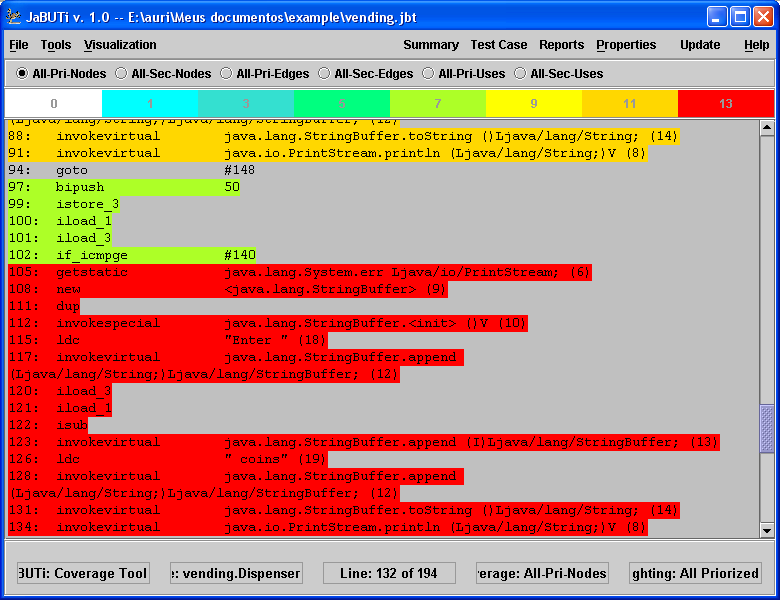 JaBUTi v. 1.0 -- E:\auri\Meus documentos\example\vending.jbt
File Tools Visualization Summary Test Case Reports Properties Update Help
All-Pri-Nodes All-Sec-Nodes All-Pri-Edges All-Sec-Edges All-Pri-Uses All-Sec-Uses
0 1 3 5 7 9 11 13
(Ljava/lang/String;)Ljava/lang/StringBuffer; (12)
88: invokevirtual java.lang.StringBuffer.toString ()Ljava/lang/String; (14)
91: invokevirtual java.io.PrintStream.println (Ljava/lang/String;)V (8)
94: goto #148
97: bipush 50
99: istore_3
100: iload_1
101: iload_3
102: if_icmpge #140
105: getstatic java.lang.System.err Ljava/io/PrintStream; (6)
108: new <java.lang.StringBuffer> (9)
111: dup
112: invokespecial java.lang.StringBuffer.<init> ()V (10)
115: ldc "Enter " (18)
117: invokevirtual java.lang.StringBuffer.append
(Ljava/lang/String;)Ljava/lang/StringBuffer; (12)
120: iload_3
121: iload_1
122: isub
123: invokevirtual java.lang.StringBuffer.append (I)Ljava/lang/StringBuffer; (13)
126: ldc " coins" (19)
128: invokevirtual java.lang.StringBuffer.append
(Ljava/lang/String;)Ljava/lang/StringBuffer; (12)
131: invokevirtual java.lang.StringBuffer.toString ()Ljava/lang/String; (14)
134: invokevirtual java.io.PrintStream.println (Ljava/lang/String;)V (8)
BUTi: Coverage Tool e: vending.Dispenser Line: 132 of 194 verage: All-Pri-Nodes ghting: All Priorized